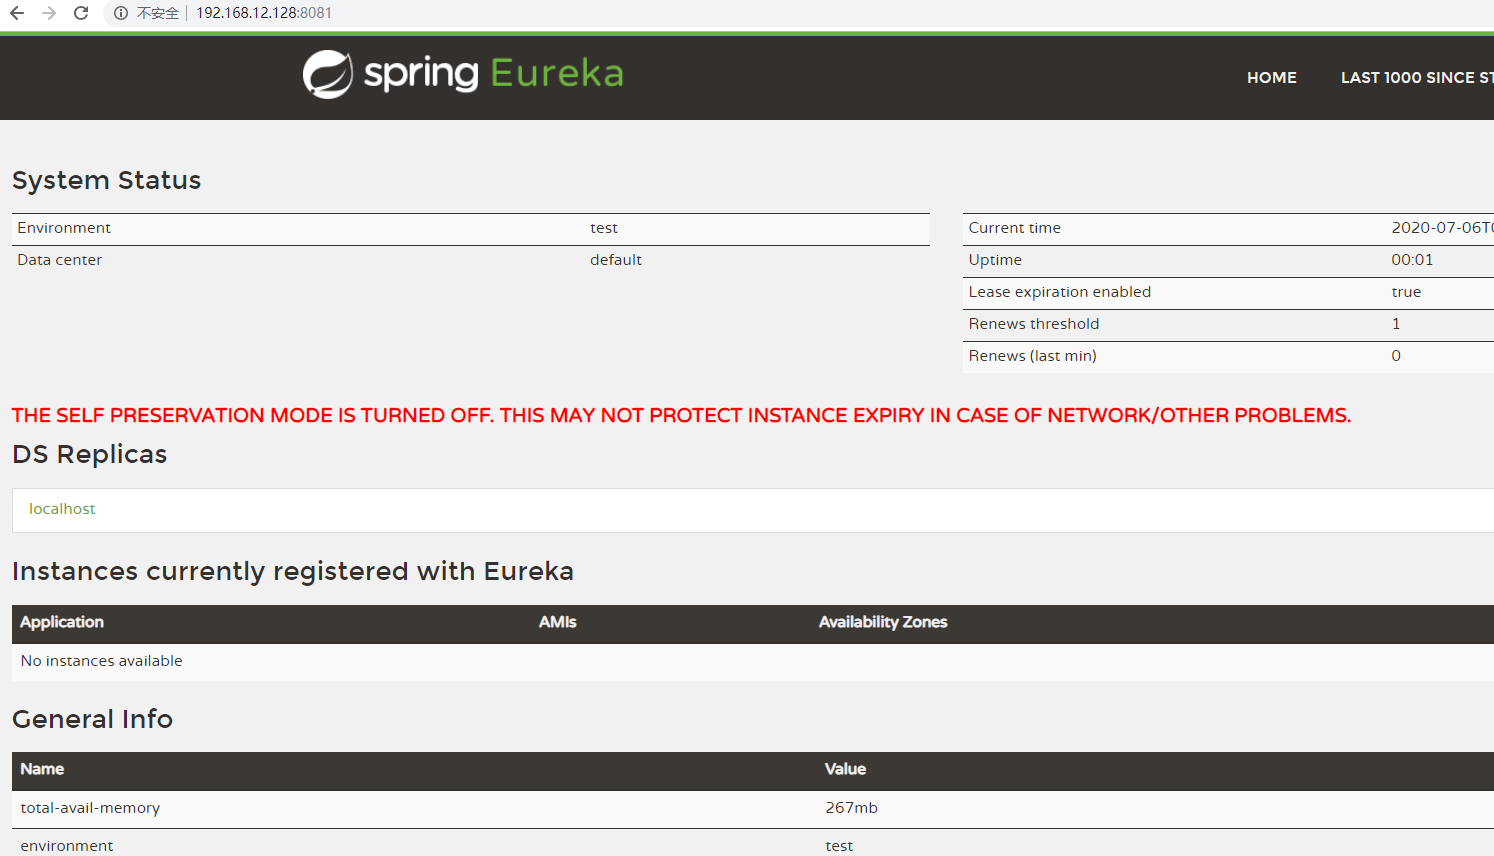 不安全 192.168.12.128:8081
spring Eureka
HOME LAST 1000 SINCE ST
System Status
Environment test
Data center default
Current time 2020-07-06T0
Uptime 00:01
Lease expiration enabled true
Renews threshold 1
Renews (last min) 0
THE SELF PRESERVATION MODE IS TURNED OFF. THIS MAY NOT PROTECT INSTANCE EXPIRY IN CASE OF NETWORK/OTHER PROBLEMS.
DS Replicas
localhost
Instances currently registered with Eureka
Application AMIs Availability Zones
No instances available
General Info
Name Value
total-avail-memory 267mb
environment test